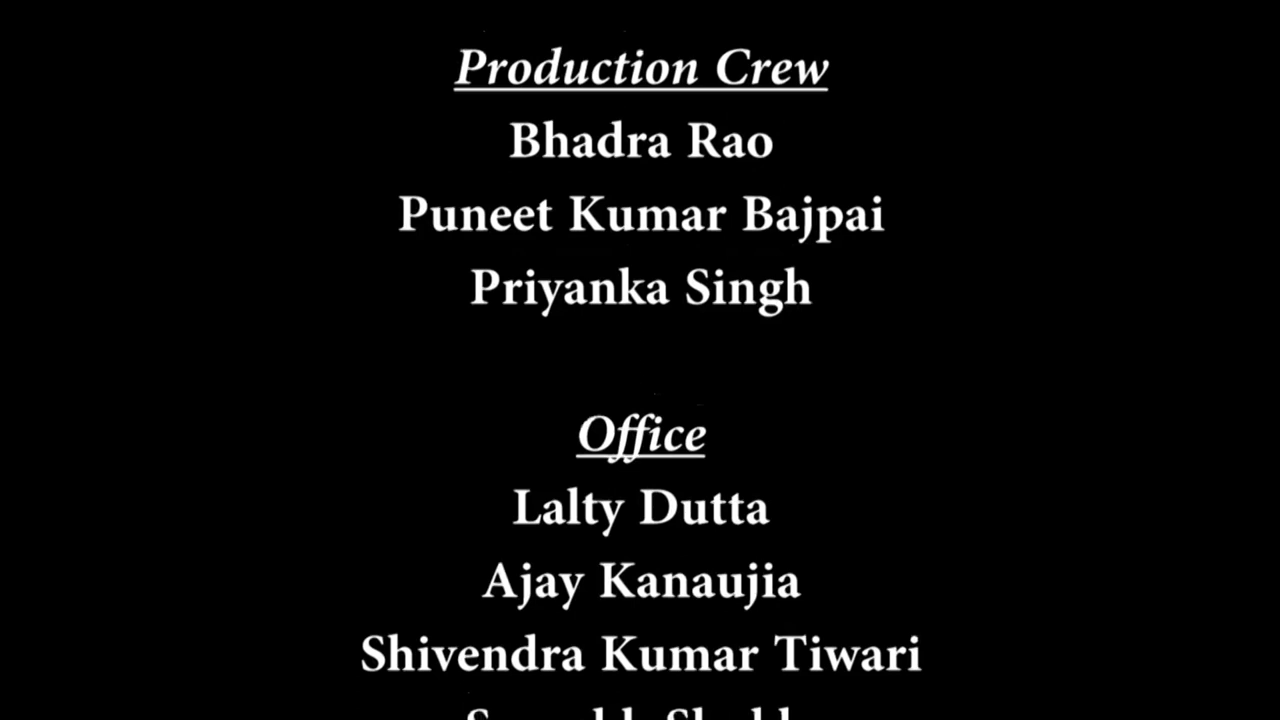 Production Crew
Bhadra Rao
Puneet Kumar Bajpai
Priyanka Singh
Office
Lalty Dutta
Ajay Kanaujia
Shivendra Kumar Tiwari